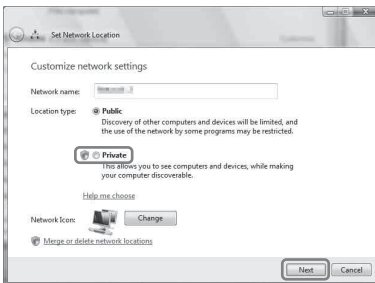 Set Network Location
Customize network settings
Network name:
Location type:
Public
Discovery of other computers and devices will be limited, and
the use of the network by some programs may be restricted.
Private
This allows you to see computers and devices, while making
your computer discoverable.
Help me choose
Network Icon:
Change
Merge or delete network locations
Next
Cancel